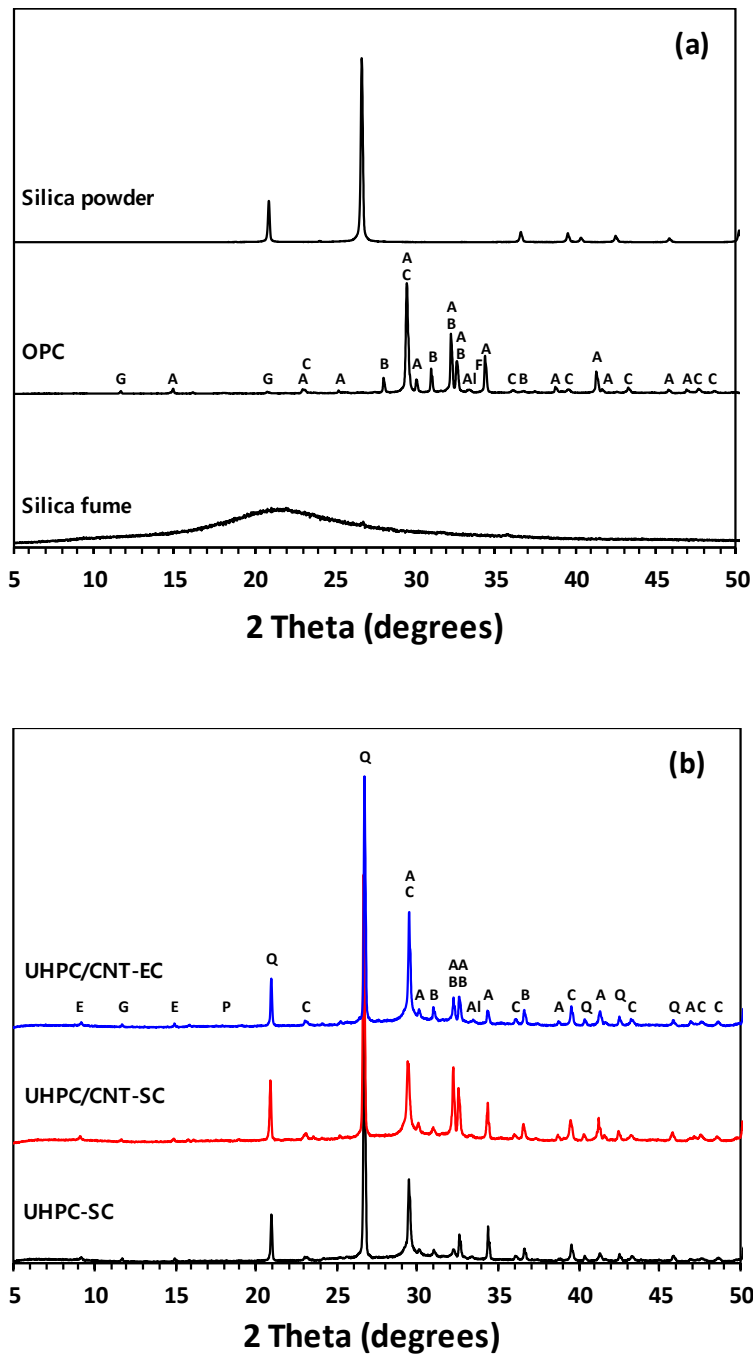 (a)
Silica powder
A
C
A
B
A
B
A
F
OPC
G
A
C
A
G
A
B
A
B
Al
C
B
A
C
A
A
C
A
A
C
C
Silica fume
5 10 15 20 25 30 35 40 45 50
2 Theta (degrees)
(b)
Q
A
C
UHPC/CNT-EC
Q
AA
BB
E G E P C A B Al A C B A C Q A Q C Q A C C
UHPC/CNT-SC
UHPC-SC
5 10 15 20 25 30 35 40 45 50
2 Theta (degrees)